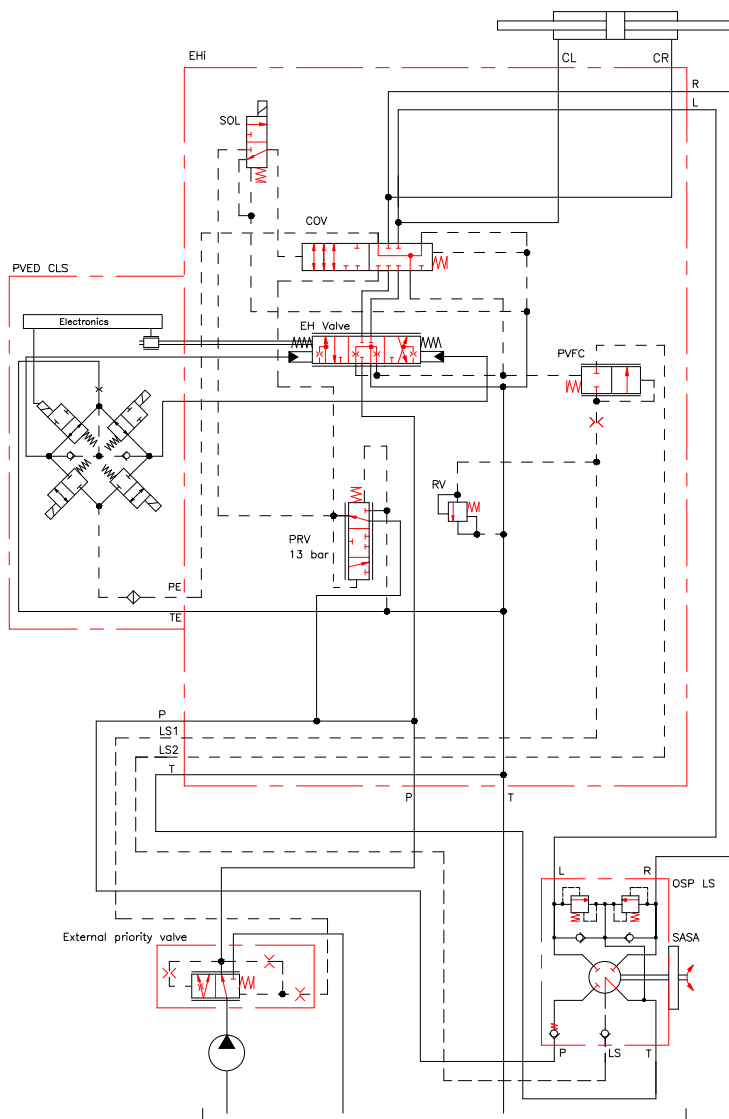 CL
CR
EHi
R
L
SOL
COV
PVED CLS
Electronics
EH Valve
PVFC
RV
PRV
13 bar
PE
TE
P
LS1
LS2
T
P
T
L
R
OSP LS
External priority valve
SASA
P
LS
T